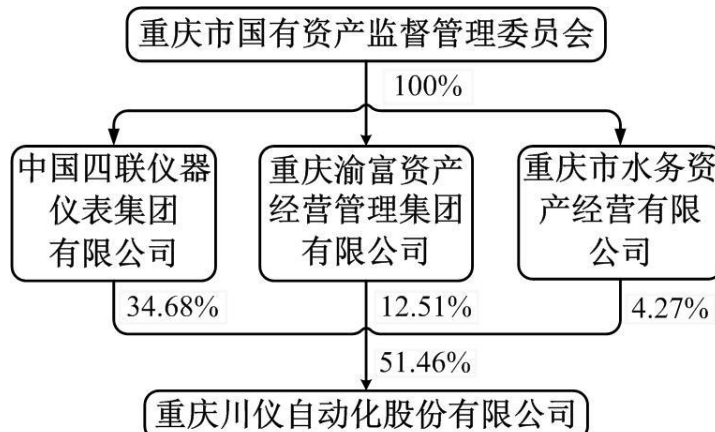 重庆市国有资产监督管理委员会
100%
中国四联仪器
仪表集团
有限公司
重庆渝富资产
经营管理集团
有限公司
重庆市水务资
产经营有限
公司
34.68%
12.51%
4.27%
51.46%
重庆川仪自动化股份有限公司